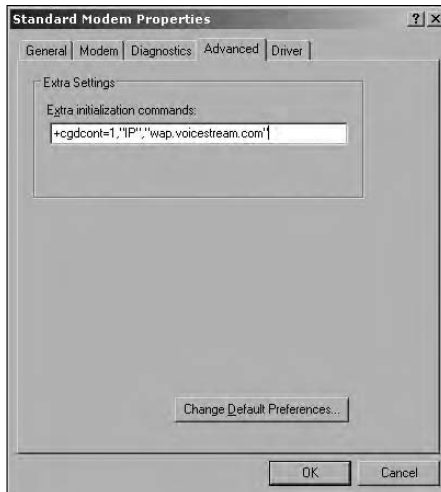 Standard Modem Properties
? X
General Modem Diagnostics Advanced Driver
Extra Settings
Extra initialization commands:
+cgdcont=1,"IP","wap.voicestream.com"
Change Default Preferences...
OK Cancel